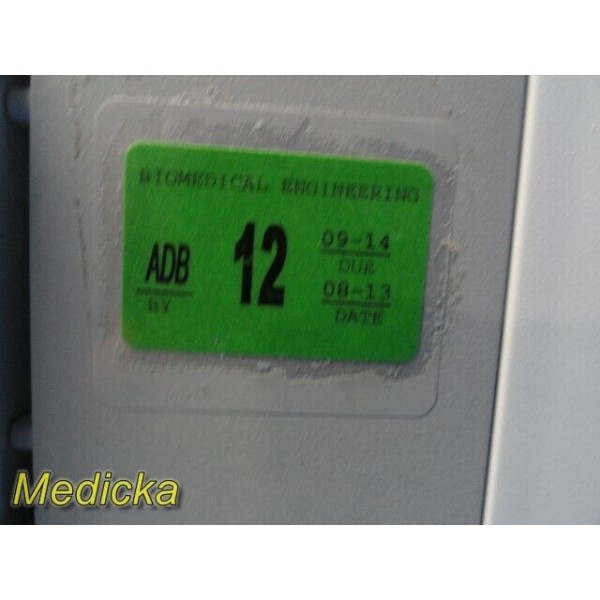 BIOMEDICAL ENGINEERING
ADB
BY
12
09-14
DUE
08-13
DATE
Medicka